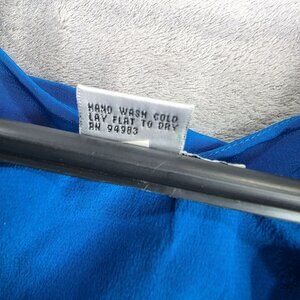 HAND WASH COLD
LAY FLAT TO DRY
RN 94983